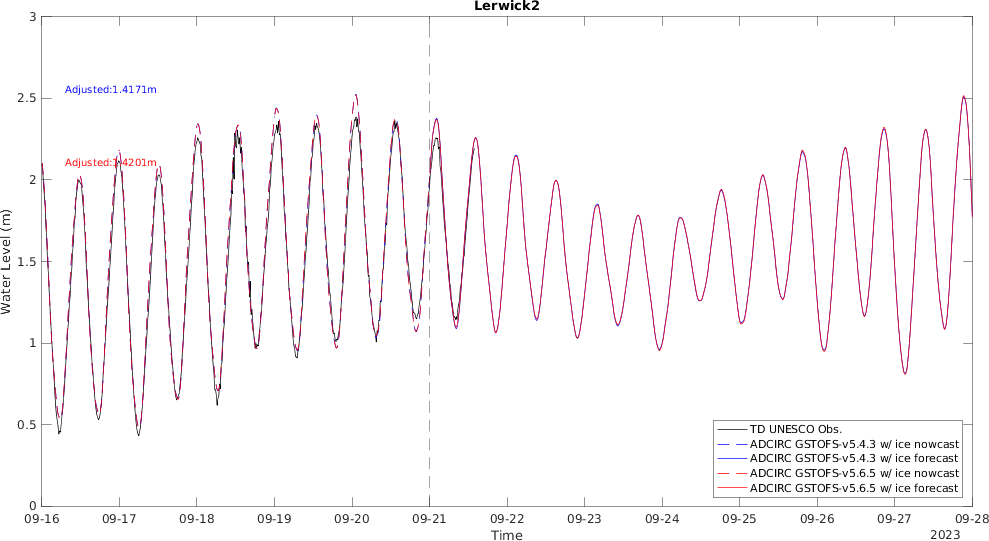 Lerwick2
3
2.5
2
1.5
1
0.5
0
Water Level (m)
Adjusted:1.4171m
Adjusted:1.4201m
TD UNESCO Obs.
ADCIRC GSTOFS-v5.4.3 w/ ice nowcast
ADCIRC GSTOFS-v5.4.3 w/ ice forecast
ADCIRC GSTOFS-v5.6.5 w/ ice nowcast
ADCIRC GSTOFS-v5.6.5 w/ ice forecast
09-16 09-17 09-18 09-19 09-20 09-21 09-22 09-23 09-24 09-25 09-26 09-27 09-28
Time
2023